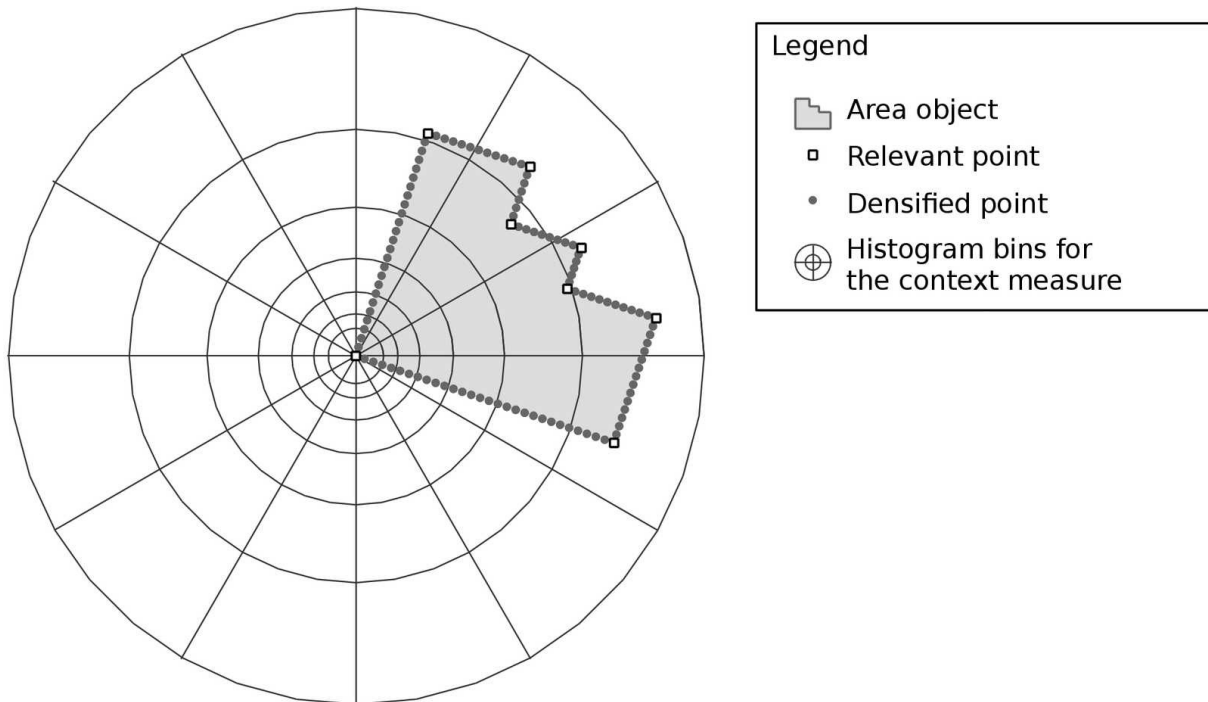 Legend
Area object
Relevant point
Densified point
Histogram bins for
the context measure